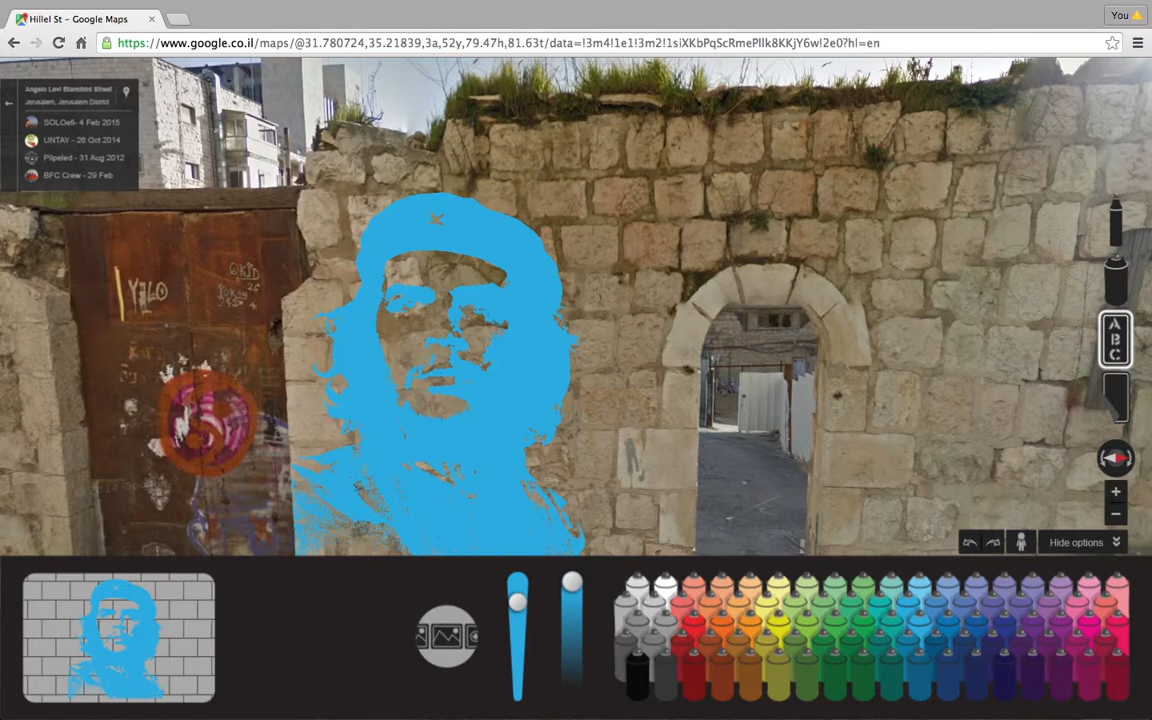 Hillel St - Google Maps
You
https://www.google.co.il/maps/@31.780724,35.21839,3a,52y,79.47h,81.63t/data=!3m4!1e1!3m2!1siXKbPqScRmePllk8KKjY6w!2e0?hl=en
Angelo Levi Bianchini Street
Jerusalem, Jerusalem District
SOLOefi- 4 Feb 2015
UNTAY - 26 Oct 2014
Pilpeled - 31 Aug 2012
BFC Crew - 29 Feb
YALO
A
B
C
Hide options